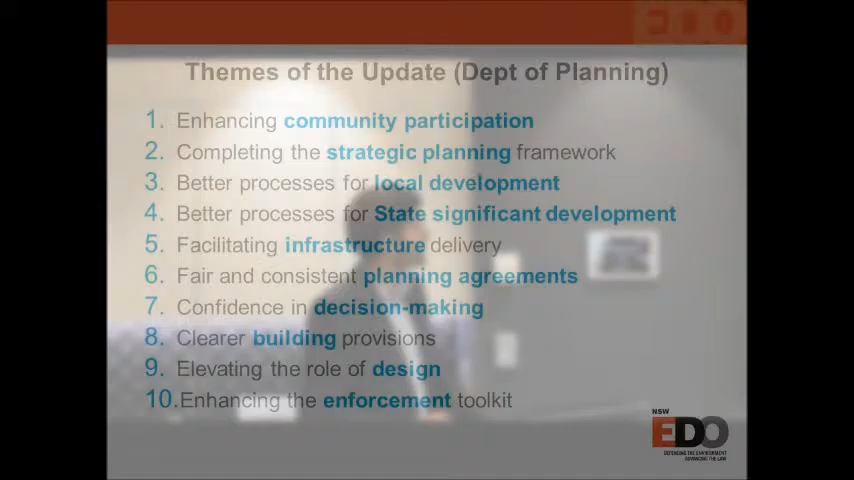 Themes of the Update (Dept of Planning)
1. Enhancing community participation
2. Completing the strategic planning framework
3. Better processes for local development
4. Better processes for State significant development
5. Facilitating infrastructure delivery
6. Fair and consistent planning agreements
7. Confidence in decision-making
8. Clearer building provisions
9. Elevating the role of design
10.Enhancing the enforcement toolkit
NSW
EDO
DEFENDING THE ENVIRONMENT
ADVANCING THE LAW